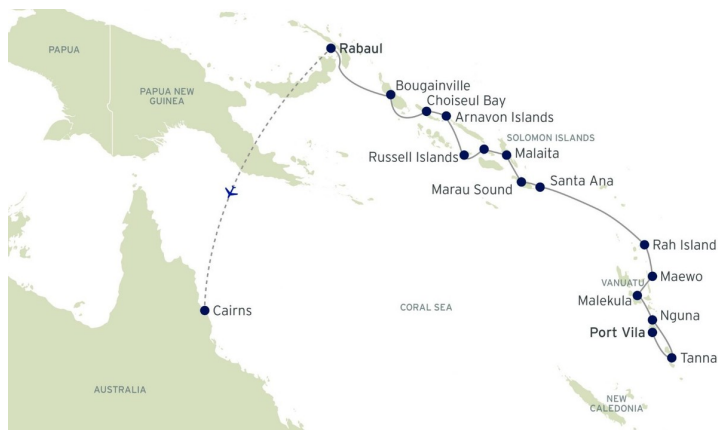 Rabaul
PAPUA
Bougainville
PAPUA NEW
GUINEA
Choiseul Bay
Arnavon Islands
SOLOMON ISLANDS
Russell Islands
Malaita
Marau Sound
Santa Ana
Rah Island
Maewo
VANUATU
Malekula
CORAL SEA
Cairns
Nguna
Port Vila
Tanna
AUSTRALIA
NEW
CALEDONIA